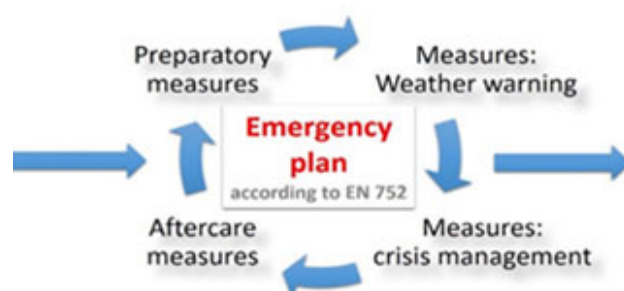 Preparatory
measures
Measures:
Weather warning
Emergency
plan
according to EN 752
Aftercare
measures
Measures:
crisis management